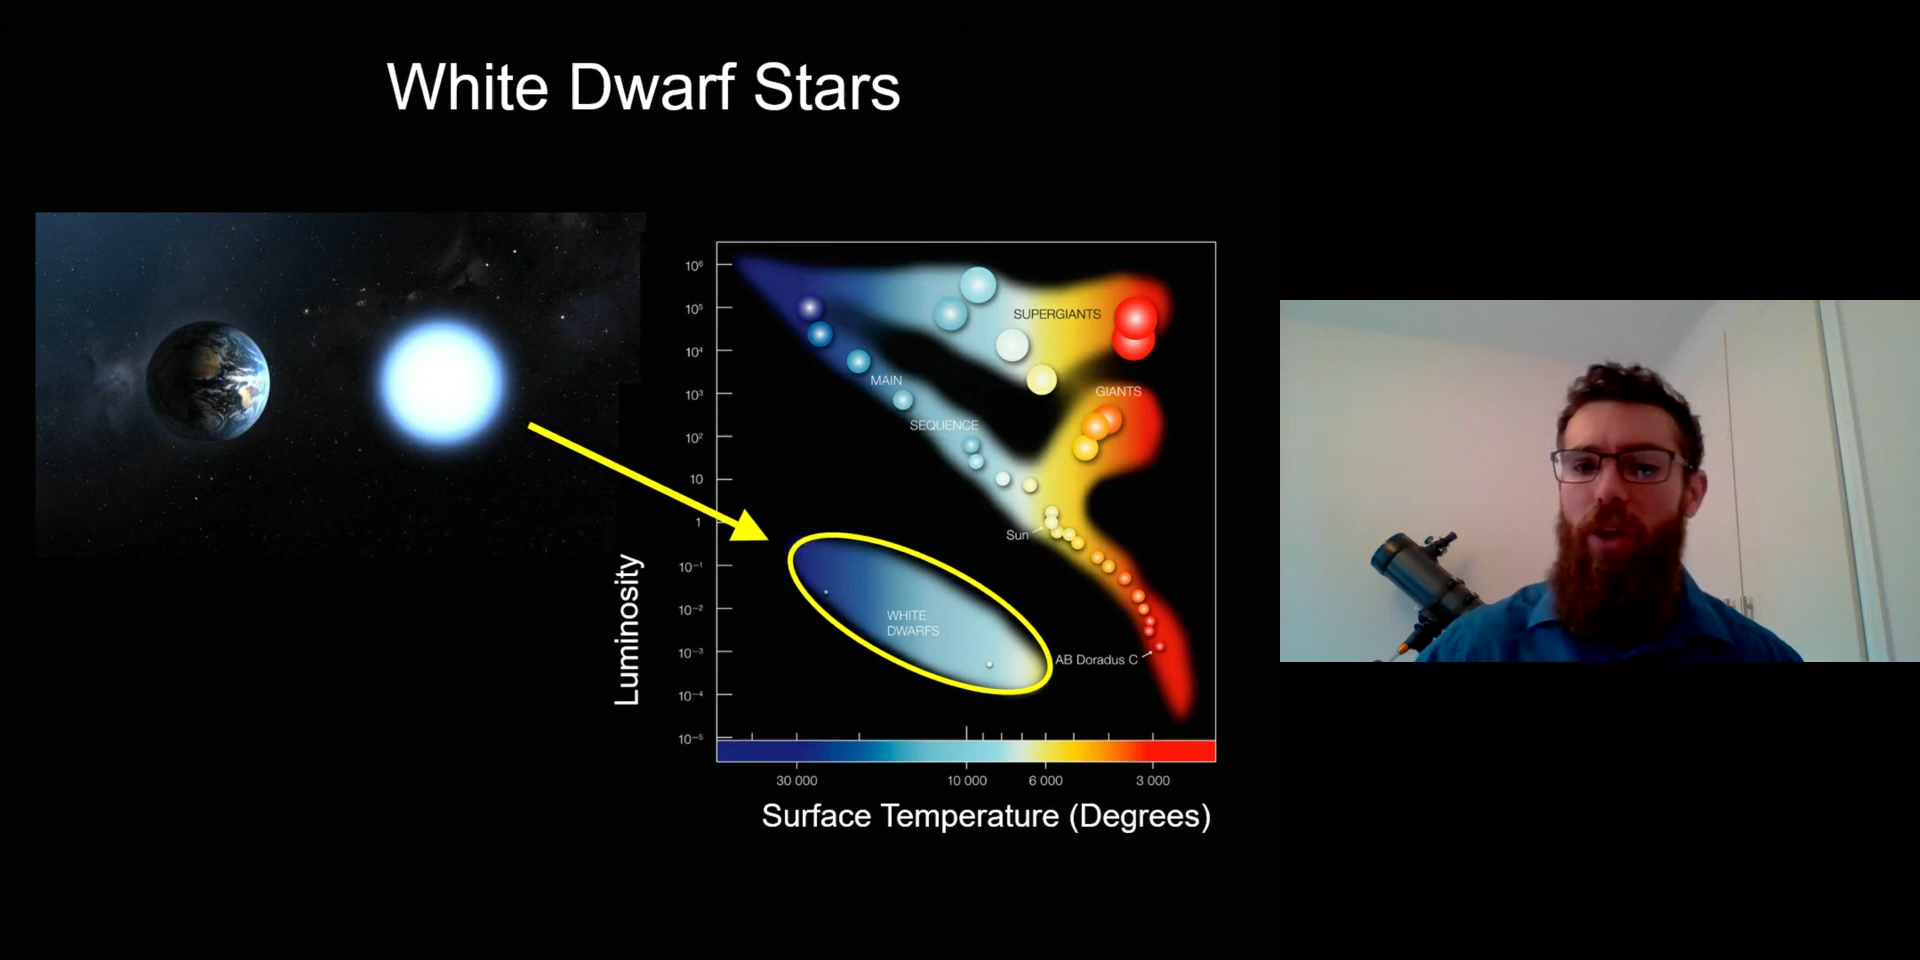 White Dwarf Stars
10⁶
10⁵
10⁴
10³
10²
10
1
10⁻¹
10⁻²
10⁻³
10⁻⁴
10⁻⁵
Luminosity
SUPERGIANTS
MAIN
GIANTS
SEQUENCE
Sun
WHITE
DWARFS
AB Doradus C
30 000
10 000
6 000
3 000
Surface Temperature (Degrees)